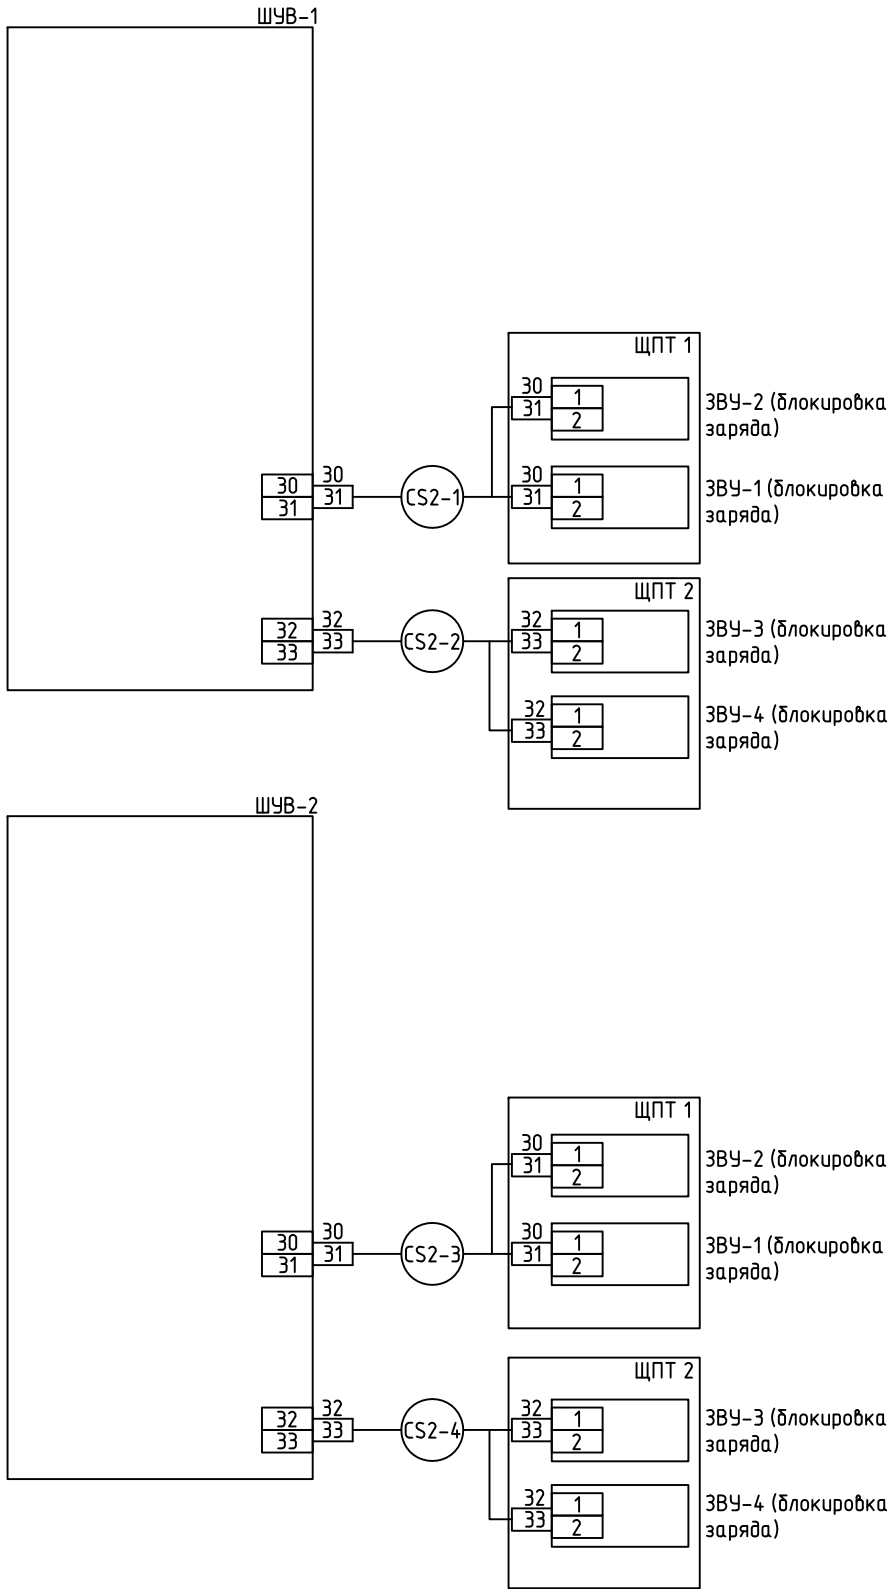 ШУВ-1
ЩПТ 1
30
31
1
2
ЗВУ-2 (блокировка
заряда)
30
31
1
2
ЗВУ-1 (блокировка
заряда)
30
31
30
31
CS2-1
ЩПТ 2
32
33
32
33
CS2-2
32
33
1
2
ЗВУ-3 (блокировка
заряда)
32
33
1
2
ЗВУ-4 (блокировка
заряда)
ШУВ-2
ЩПТ 1
30
31
1
2
ЗВУ-2 (блокировка
заряда)
30
31
30
31
CS2-3
30
31
1
2
ЗВУ-1 (блокировка
заряда)
ЩПТ 2
32
33
32
33
CS2-4
32
33
1
2
ЗВУ-3 (блокировка
заряда)
32
33
1
2
ЗВУ-4 (блокировка
заряда)